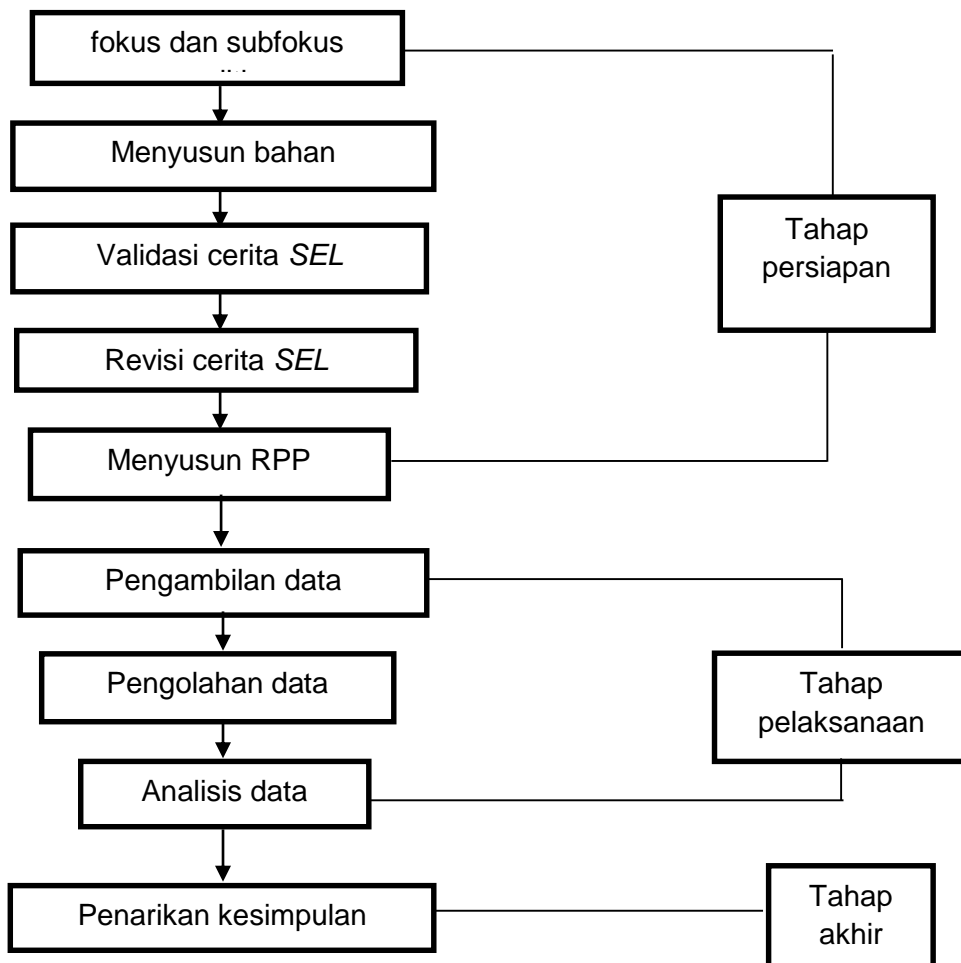 fokus dan subfokus
Menyusun bahan
Validasi cerita SEL
Revisi cerita SEL
Menyusun RPP
Pengambilan data
Pengolahan data
Analisis data
Penarikan kesimpulan
Tahap
persiapan
Tahap
pelaksanaan
Tahap
akhir